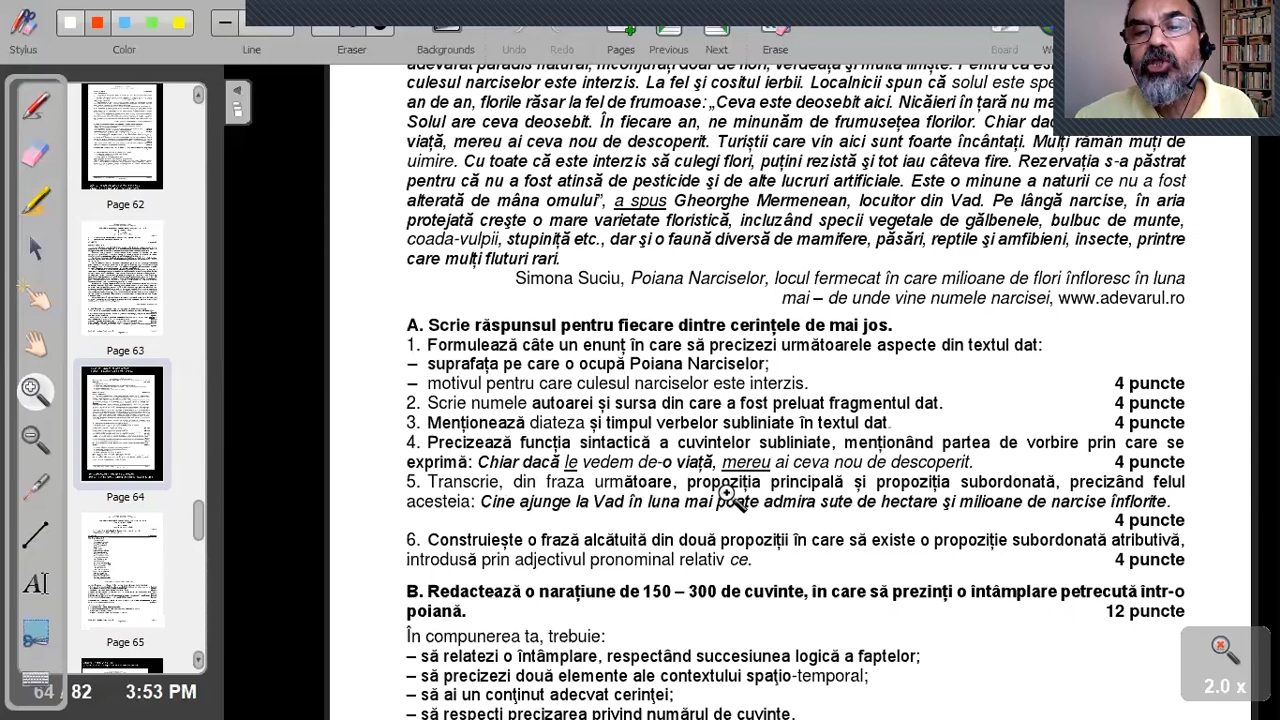 Stylus
Color
Line
Eraser
Backgrounds
Undo
Redo
Pages
Previous
Next
Erase
Board
Page 62
Page 63
Page 64
Page 65
64 / 82
3:53 PM
culesul narciselor este interzis. La fel și cositul ierbii. Localnicii spun că solul este
an de an, florile răsar la fel de frumoase: „Ceva este deosebit aici. Nicăieri în țară nu
Solul are ceva deosebit. În fiecare an, ne minunăm de frumusețea florilor. Chiar
viață, mereu ai ceva nou de descoperit. Turiștii care vin aici sunt foarte încântați. Mulți rămân muți de
uimire. Cu toate că este interzis să culegi flori, puțini rezistă și tot iau câteva fire. Rezervația s-a păstrat
pentru că nu a fost atinsă de pesticide și de alte lucruri artificiale. Este o minune a naturii ce nu a fost
alterată de mâna omului”, a spus Gheorghe Mermenean, locuitor din Vad. Pe lângă narcise, în aria
protejată crește o mare varietate floristică, incluzând specii vegetale de gălbenele, bulbuc de munte,
coada-vulpii, stupiniță etc., dar și o faună diversă de mamifere, păsări, reptile și amfibieni, insecte, printre
care mulți fluturi rari.
Simona Suciu, Poiana Narciselor, locul fermecat în care milioane de flori înfloresc în luna
mai – de unde vine numele narcisei, www.adevarul.ro
A. Scrie răspunsul pentru fiecare dintre cerințele de mai jos.
1. Formulează câte un enunț în care să precizezi următoarele aspecte din textul dat:
– suprafața pe care o ocupă Poiana Narciselor;
– motivul pentru care culesul narciselor este interzis. 4 puncte
2. Scrie numele autoarei și sursa din care a fost preluat fragmentul dat. 4 puncte
3. Menționează diateza și timpul verbelor subliniate în textul dat. 4 puncte
4. Precizează funcția sintactică a cuvintelor subliniate, menționând partea de vorbire prin care se
exprimă: Chiar dacă le vedem de-o viață, mereu ai ceva nou de descoperit. 4 puncte
5. Transcrie, din fraza următoare, propoziția principală și propoziția subordonată, precizând felul
acesteia: Cine ajunge la Vad în luna mai poate admira sute de hectare și milioane de narcise înflorite.
4 puncte
6. Construiește o frază alcătuită din două propoziții în care să existe o propoziție subordonată atributivă,
introdusă prin adjectivul pronominal relativ ce. 4 puncte
B. Redactează o narațiune de 150 – 300 de cuvinte, în care să prezinți o întâmplare petrecută într-o
poiană. 12 puncte
În compunerea ta, trebuie:
– să relatezi o întâmplare, respectând succesiunea logică a faptelor;
– să precizezi două elemente ale contextului spațio-temporal;
– să ai un conținut adecvat cerinței;
– să respecți precizarea privind numărul de cuvinte.
2.0 x